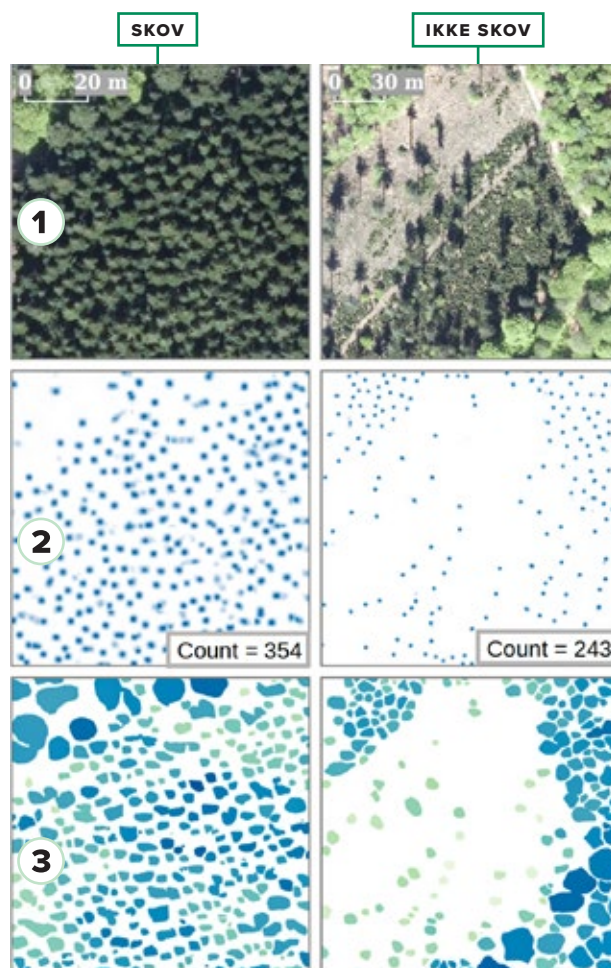 SKOV
IKKE SKOV
0 20 m
0 30 m
1
2
Count = 354
Count = 243
3